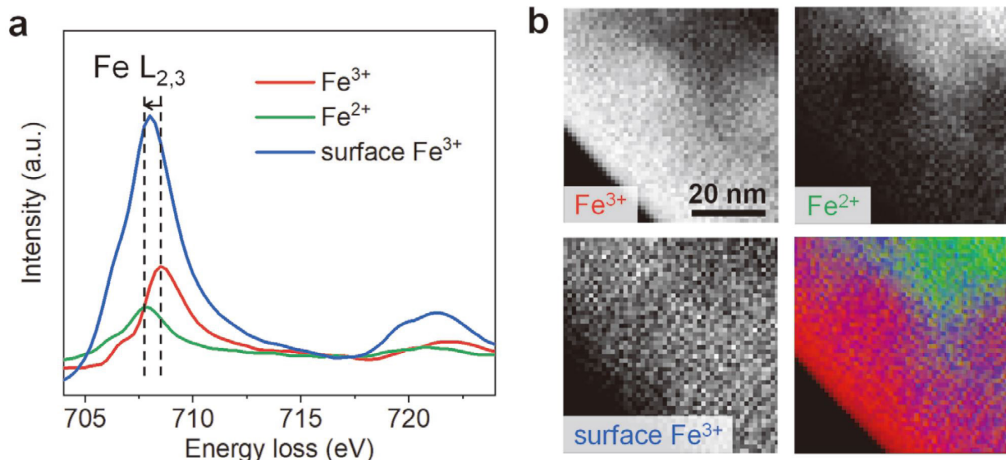 a
Fe L₂,₃
Fe³⁺
Fe²⁺
surface Fe³⁺
Intensity (a.u.)
705 710 715 720
Energy loss (eV)
b
Fe³⁺
20 nm
Fe²⁺
surface Fe³⁺